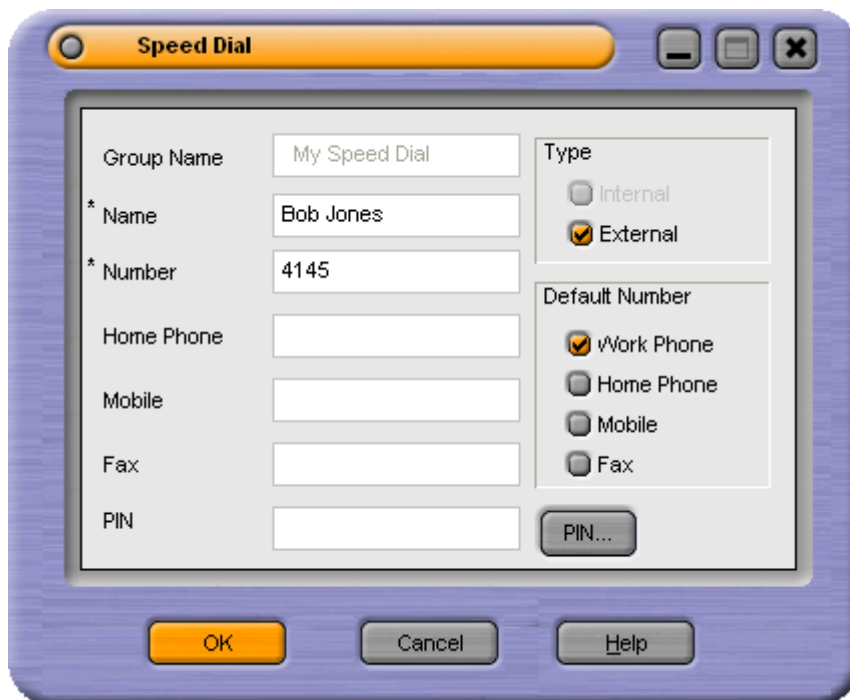 Speed Dial
Group Name
My Speed Dial
* Name
Bob Jones
* Number
4145
Home Phone
Mobile
Fax
PIN
Type
Internal
External
Default Number
Work Phone
Home Phone
Mobile
Fax
PIN...
OK
Cancel
Help